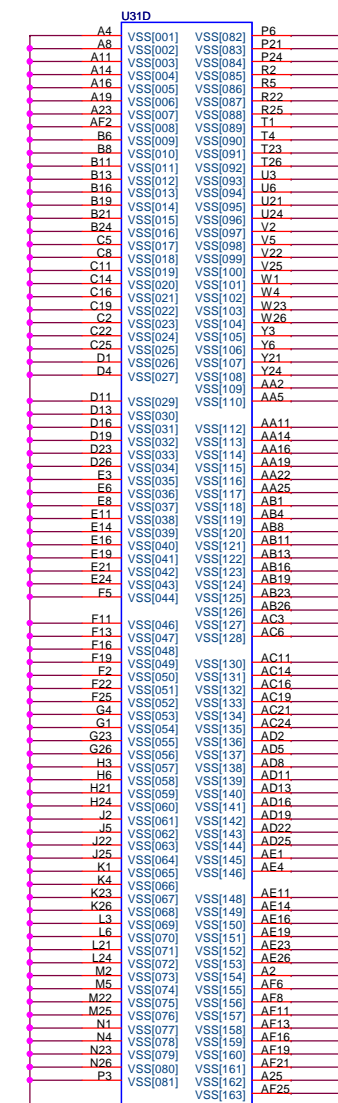 U31D
A4 VSS[001] VSS[082] P6
A8 VSS[002] VSS[083] P21
A11 VSS[003] VSS[084] P24
A14 VSS[004] VSS[085] R2
A16 VSS[005] VSS[086] R5
A19 VSS[006] VSS[087] R22
A23 VSS[007] VSS[088] R25
AF2 VSS[008] VSS[089] T1
B6 VSS[009] VSS[090] T4
B8 VSS[010] VSS[091] T23
B11 VSS[011] VSS[092] T26
B13 VSS[012] VSS[093] U3
B16 VSS[013] VSS[094] U6
B19 VSS[014] VSS[095] U21
B21 VSS[015] VSS[096] U24
B24 VSS[016] VSS[097] V2
C5 VSS[017] VSS[098] V5
C8 VSS[018] VSS[099] V22
C11 VSS[019] VSS[100] V25
C14 VSS[020] VSS[101] W1
C16 VSS[021] VSS[102] W4
C19 VSS[022] VSS[103] W23
C2 VSS[023] VSS[104] W26
C22 VSS[024] VSS[105] Y3
C25 VSS[025] VSS[106] Y6
D1 VSS[026] VSS[107] Y21
D4 VSS[027] VSS[108] Y24
VSS[109] AA2
D11 VSS[029] VSS[110] AA5
D13 VSS[030]
D16 VSS[031] VSS[112] AA11
D19 VSS[032] VSS[113] AA14
D23 VSS[033] VSS[114] AA16
D26 VSS[034] VSS[115] AA19
E3 VSS[035] VSS[116] AA22
E6 VSS[036] VSS[117] AA25
E8 VSS[037] VSS[118] AB1
E11 VSS[038] VSS[119] AB4
E14 VSS[039] VSS[120] AB8
E16 VSS[040] VSS[121] AB11
E19 VSS[041] VSS[122] AB13
E21 VSS[042] VSS[123] AB16
E24 VSS[043] VSS[124] AB19
F5 VSS[044] VSS[125] AB23
VSS[126] AB26
F11 VSS[046] VSS[127] AC3
F13 VSS[047] VSS[128] AC6
F16 VSS[048]
F19 VSS[049] VSS[130] AC11
F2 VSS[050] VSS[131] AC14
F22 VSS[051] VSS[132] AC16
F25 VSS[052] VSS[133] AC19
G4 VSS[053] VSS[134] AC21
G1 VSS[054] VSS[135] AC24
G23 VSS[055] VSS[136] AD2
G26 VSS[056] VSS[137] AD5
H3 VSS[057] VSS[138] AD8
H6 VSS[058] VSS[139] AD11
H21 VSS[059] VSS[140] AD13
H24 VSS[060] VSS[141] AD16
J2 VSS[061] VSS[142] AD19
J5 VSS[062] VSS[143] AD22
J22 VSS[063] VSS[144] AD25
J25 VSS[064] VSS[145] AE1
K1 VSS[065] VSS[146] AE4
K4 VSS[066]
K23 VSS[067] VSS[148] AE11
K26 VSS[068] VSS[149] AE14
L3 VSS[069] VSS[150] AE16
L6 VSS[070] VSS[151] AE19
L21 VSS[071] VSS[152] AE23
L24 VSS[072] VSS[153] AE26
M2 VSS[073] VSS[154] A2
M5 VSS[074] VSS[155] AF6
M22 VSS[075] VSS[156] AF8
M25 VSS[076] VSS[157] AF11
N1 VSS[077] VSS[158] AF13
N4 VSS[078] VSS[159] AF16
N23 VSS[079] VSS[160] AF19
N26 VSS[080] VSS[161] AF21
P3 VSS[081] VSS[162] A25
VSS[163] AF25